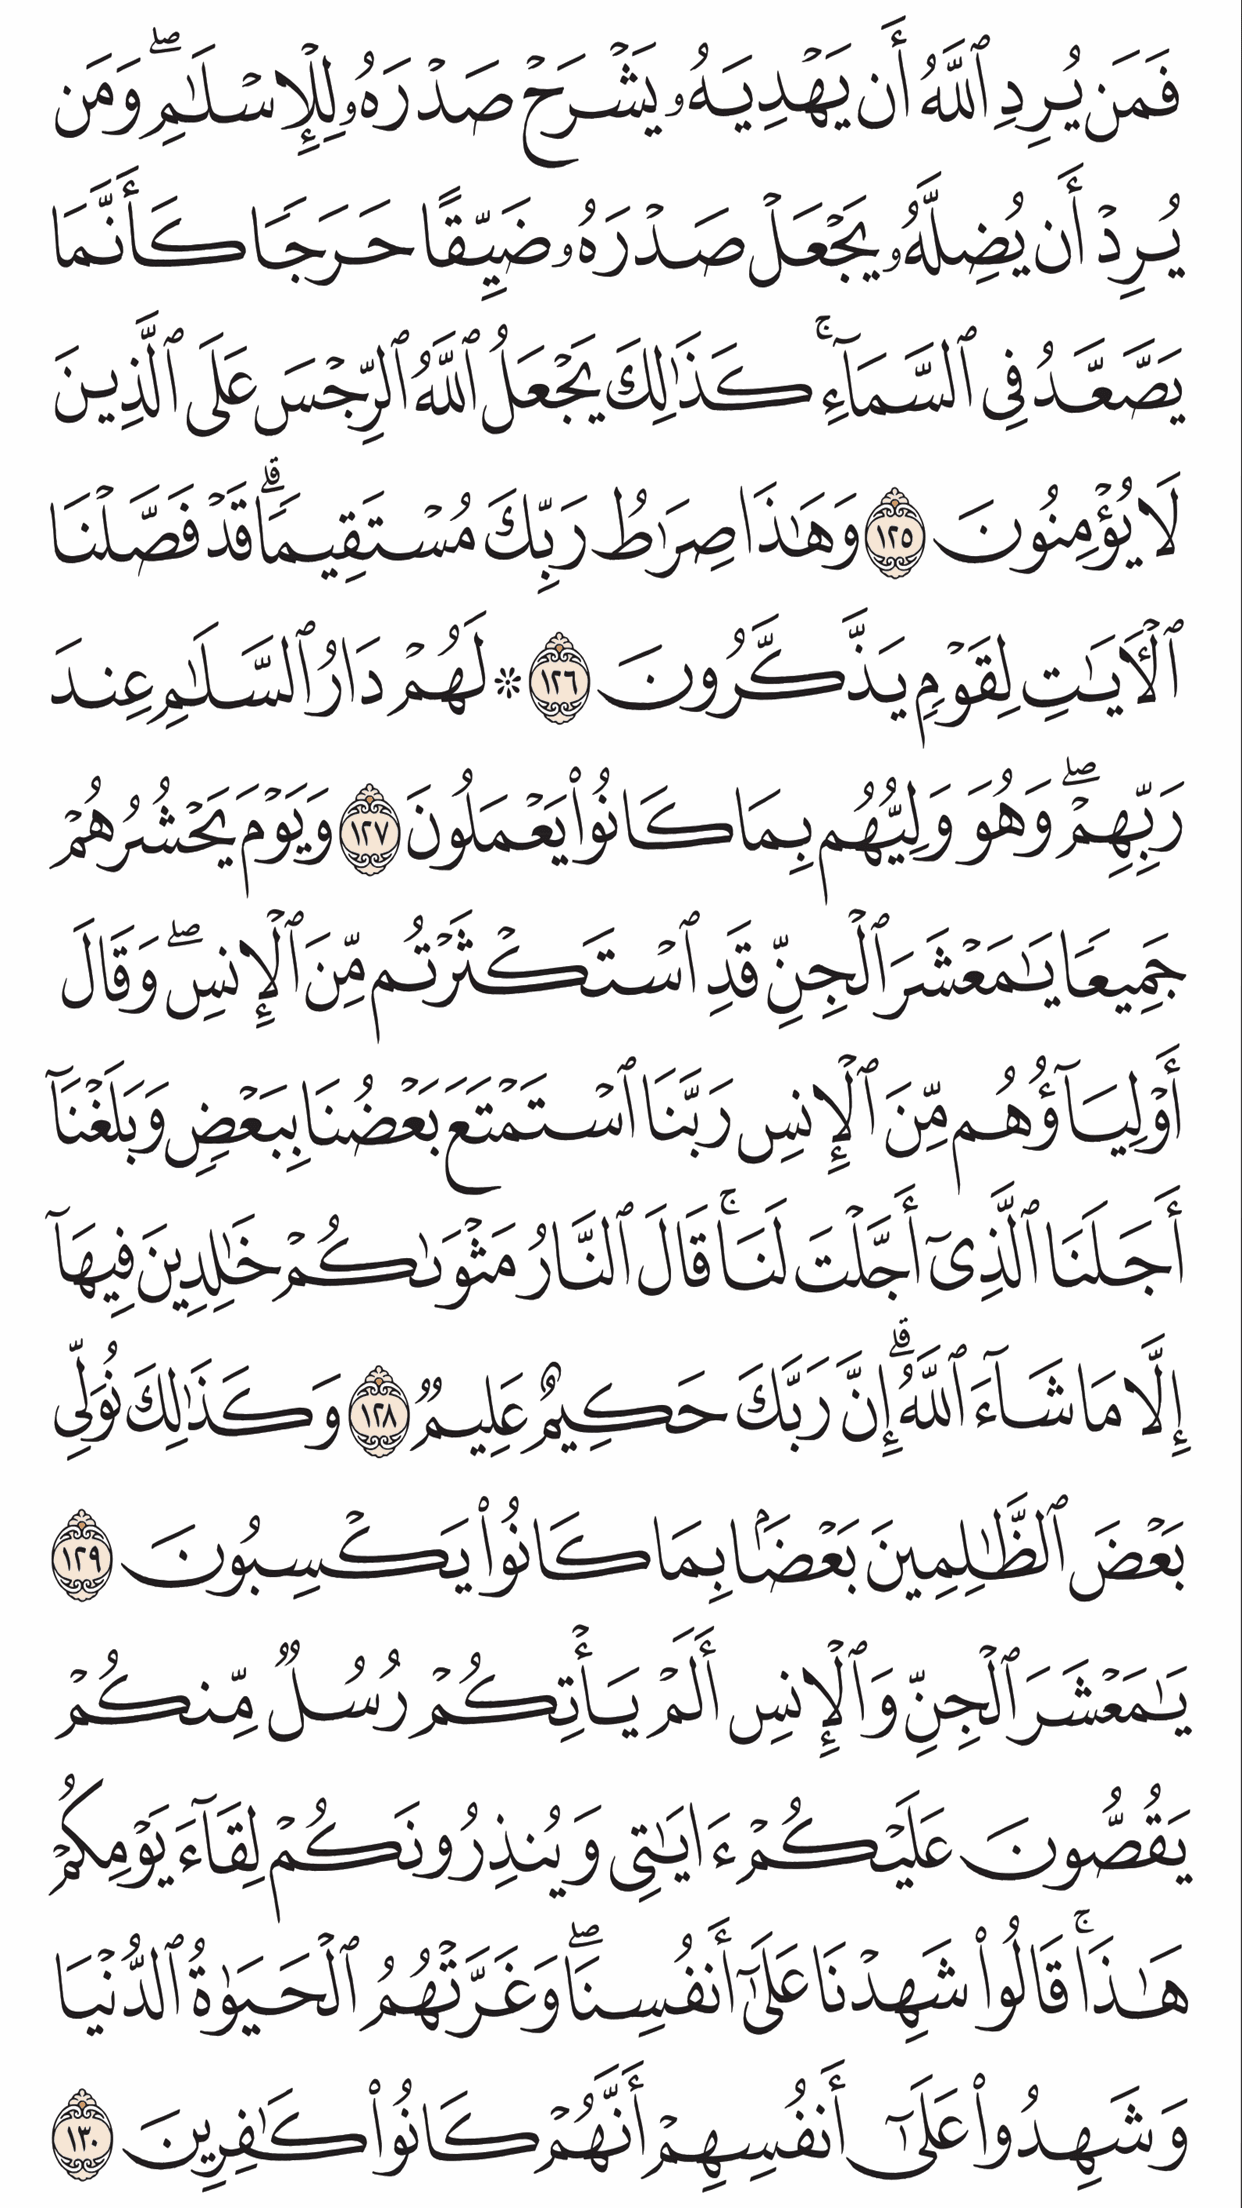 فَمَن يُرِدِ ٱللَّهُ أَن يَهْدِيَهُۥ يَشْرَحْ صَدْرَهُۥ لِلْإِسْلَٰمِ ۖ وَمَن
يُرِدْ أَن يُضِلَّهُۥ يَجْعَلْ صَدْرَهُۥ ضَيِّقًا حَرَجًا كَأَنَّمَا
يَصَّعَّدُ فِى ٱلسَّمَآءِ ۚ كَذَٰلِكَ يَجْعَلُ ٱللَّهُ ٱلرِّجْسَ عَلَى ٱلَّذِينَ
لَا يُؤْمِنُونَ ١٢٥ وَهَٰذَا صِرَٰطُ رَبِّكَ مُسْتَقِيمًا ۗ قَدْ فَصَّلْنَا
ٱلْـَٔايَٰتِ لِقَوْمٍ يَذَّكَّرُونَ ١٢٦ ۞ لَهُمْ دَارُ ٱلسَّلَٰمِ عِندَ
رَبِّهِمْ ۖ وَهُوَ وَلِيُّهُم بِمَا كَانُوا۟ يَعْمَلُونَ ١٢٧ وَيَوْمَ يَحْشُرُهُمْ
جَمِيعًا يَٰمَعْشَرَ ٱلْجِنِّ قَدِ ٱسْتَكْثَرْتُم مِّنَ ٱلْإِنسِ ۖ وَقَالَ
أَوْلِيَآؤُهُم مِّنَ ٱلْإِنسِ رَبَّنَا ٱسْتَمْتَعَ بَعْضُنَا بِبَعْضٍ وَبَلَغْنَآ
أَجَلَنَا ٱلَّذِىٓ أَجَّلْتَ لَنَا ۚ قَالَ ٱلنَّارُ مَثْوَىٰكُمْ خَٰلِدِينَ فِيهَآ
إِلَّا مَا شَآءَ ٱللَّهُ ۗ إِنَّ رَبَّكَ حَكِيمٌ عَلِيمٌ ١٢٨ وَكَذَٰلِكَ نُوَلِّى
بَعْضَ ٱلظَّٰلِمِينَ بَعْضًۢا بِمَا كَانُوا۟ يَكْسِبُونَ ١٢٩
يَٰمَعْشَرَ ٱلْجِنِّ وَٱلْإِنسِ أَلَمْ يَأْتِكُمْ رُسُلٌ مِّنكُمْ
يَقُصُّونَ عَلَيْكُمْ ءَايَٰتِى وَيُنذِرُونَكُمْ لِقَآءَ يَوْمِكُمْ
هَٰذَا ۚ قَالُوا۟ شَهِدْنَا عَلَىٰٓ أَنفُسِنَا ۖ وَغَرَّتْهُمُ ٱلْحَيَوٰةُ ٱلدُّنْيَا
وَشَهِدُوا۟ عَلَىٰٓ أَنفُسِهِمْ أَنَّهُمْ كَانُوا۟ كَٰفِرِينَ ١٣٠